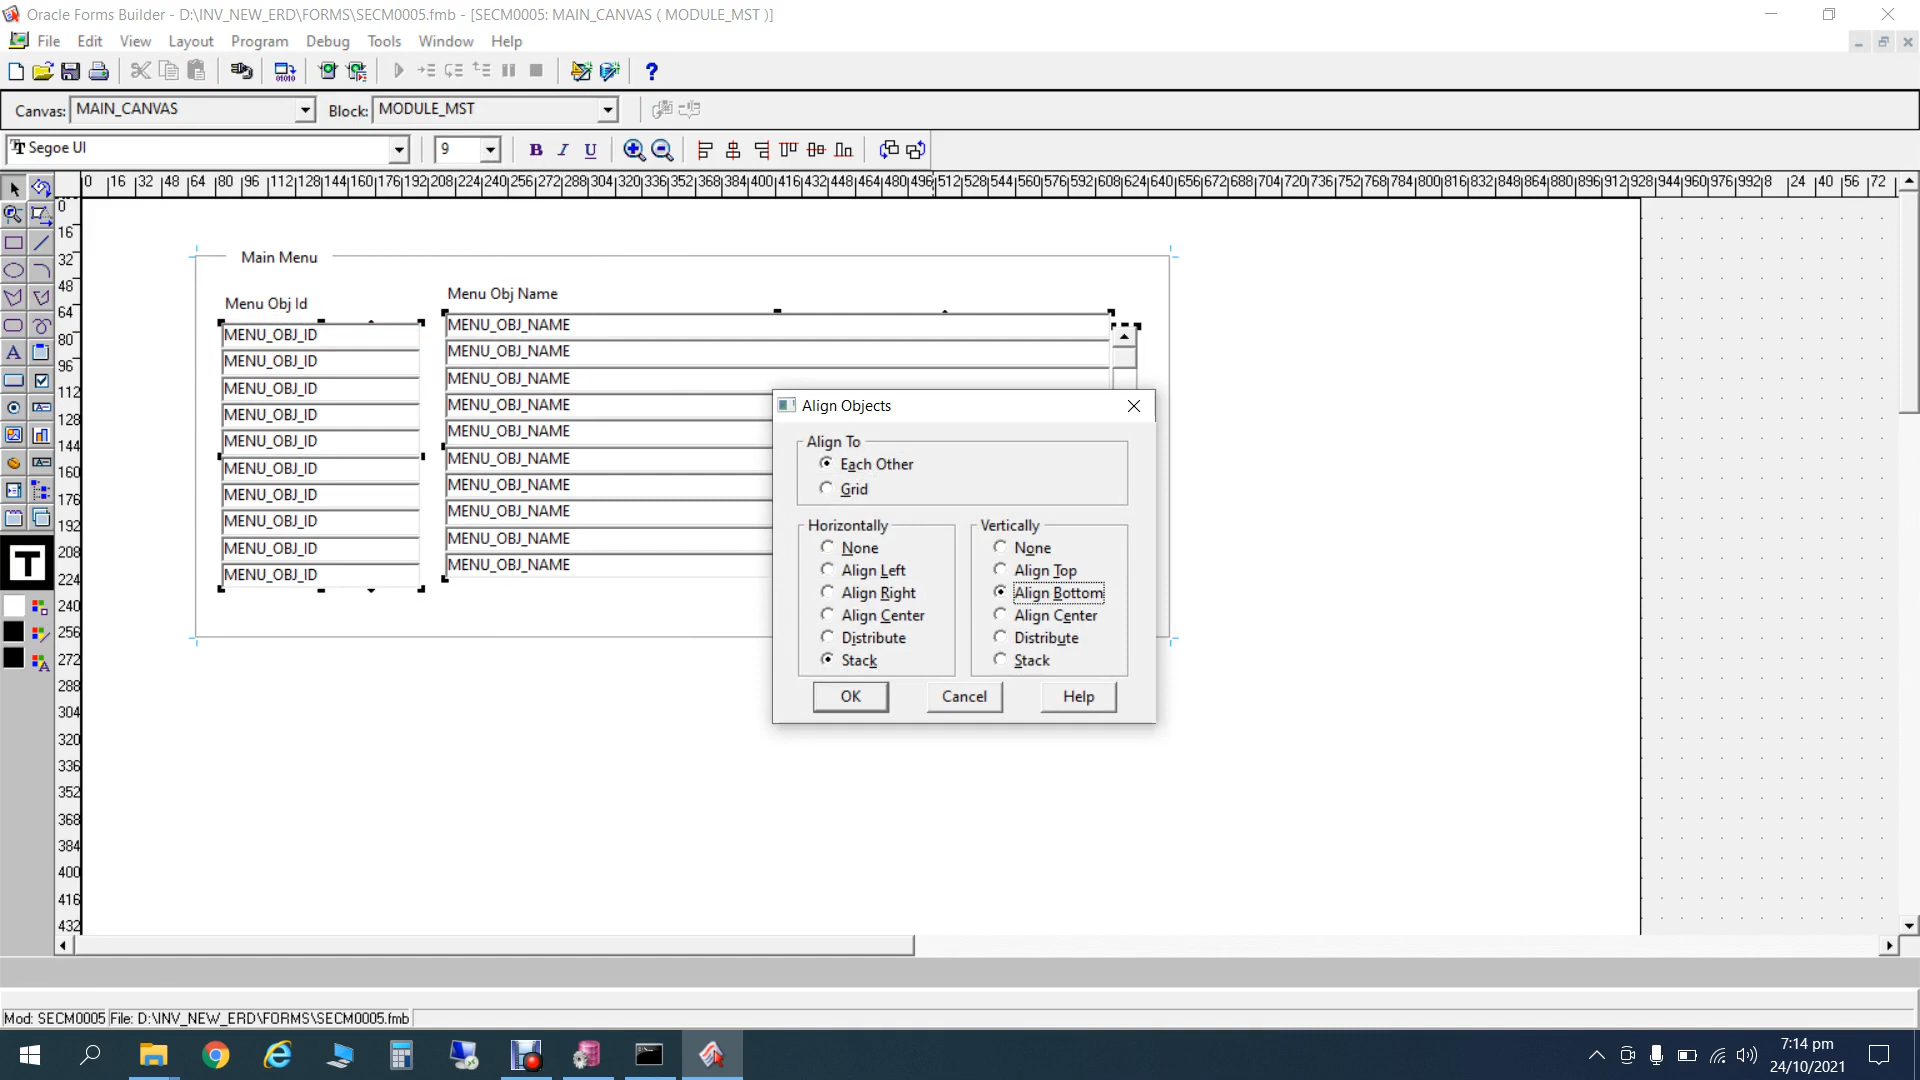 Oracle Forms Builder - D:\INV_NEW_ERD\FORMS\SECM0005.fmb - [SECM0005: MAIN_CANVAS ( MODULE_MST )]
File Edit View Layout Program Debug Tools Window Help
Canvas: MAIN_CANVAS Block: MODULE_MST
Segoe UI 9 B I U
0 16 32 48 64 80 96 112 128 144 160 176 192 208 224 240 256 272 288 304 320 336 352 368 384 400 416 432 448 464 480 496 512 528 544 560 576 592 608 624 640 656 672 688 704 720 736 752 768 784 800 816 832 848 864 880 896 912 928 944 960 976 992 8 24 40 56 72
0
16
32
48
64
80
96
112
128
144
160
176
192
208
224
240
256
272
288
304
320
336
352
368
384
400
416
432
Main Menu
Menu Obj Id
Menu Obj Name
MENU_OBJ_ID
MENU_OBJ_ID
MENU_OBJ_ID
MENU_OBJ_ID
MENU_OBJ_ID
MENU_OBJ_ID
MENU_OBJ_ID
MENU_OBJ_ID
MENU_OBJ_ID
MENU_OBJ_ID
MENU_OBJ_NAME
MENU_OBJ_NAME
MENU_OBJ_NAME
MENU_OBJ_NAME
MENU_OBJ_NAME
MENU_OBJ_NAME
MENU_OBJ_NAME
MENU_OBJ_NAME
MENU_OBJ_NAME
MENU_OBJ_NAME
Align Objects
Align To
Each Other
Grid
Horizontally
None
Align Left
Align Right
Align Center
Distribute
Stack
Vertically
None
Align Top
Align Bottom
Align Center
Distribute
Stack
OK Cancel Help
Mod: SECM0005 File: D:\INV_NEW_ERD\FORMS\SECM0005.fmb
7:14 pm
24/10/2021